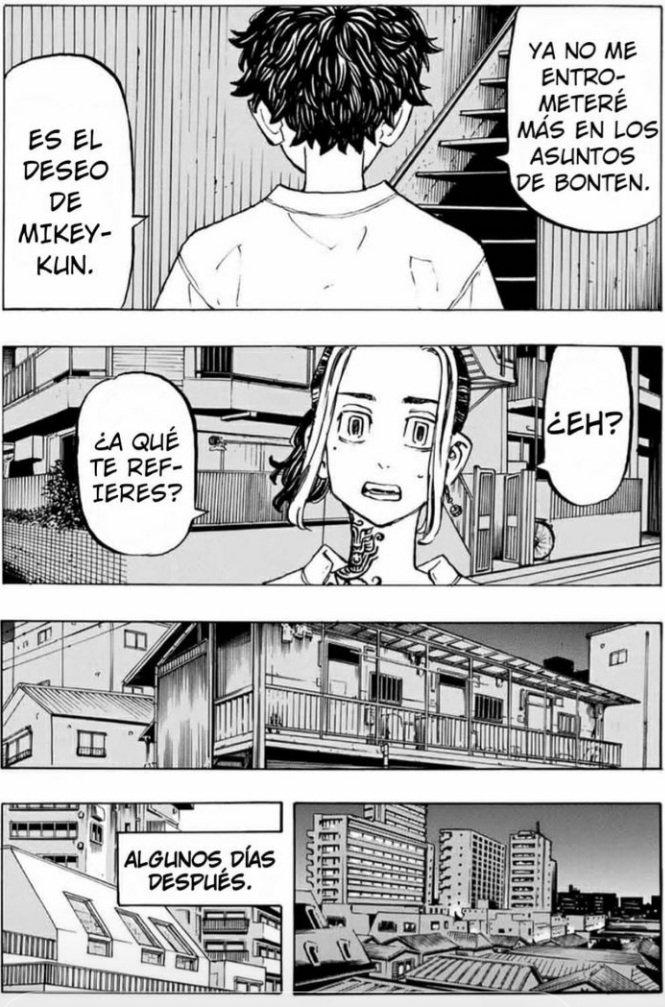 YA NO ME
ENTRO-
METERÉ
MÁS EN LOS
ASUNTOS
DE BONTEN.
ES EL
DESEO
DE
MIKEY-
KUN.
¿EH?
¿A QUÉ
TE REF-
IERES?
ALGUNOS DÍAS
DESPUÉS.